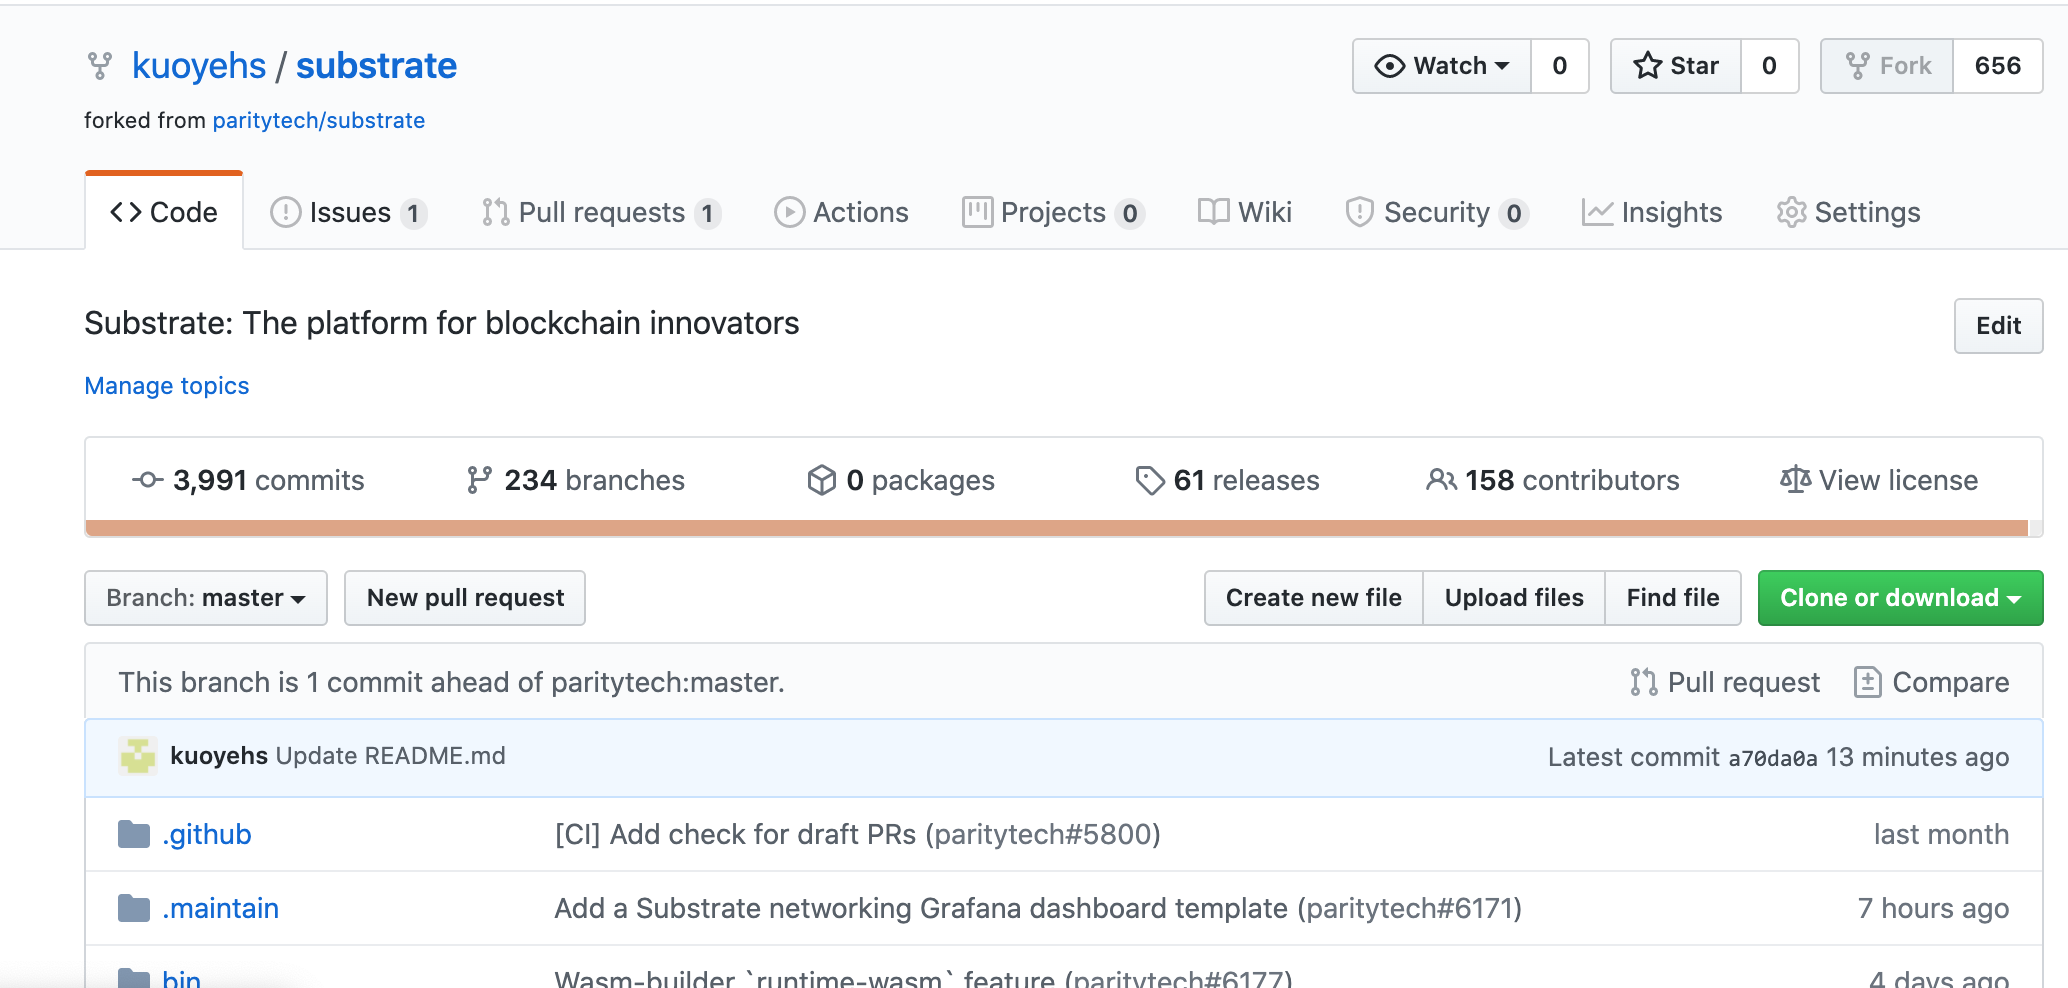 kuoyehs / substrate
Watch 0 Star 0 Fork 656
forked from paritytech/substrate
Code Issues 1 Pull requests 1 Actions Projects 0 Wiki Security 0 Insights Settings
Substrate: The platform for blockchain innovators
Edit
Manage topics
3,991 commits 234 branches 0 packages 61 releases 158 contributors View license
Branch: master New pull request Create new file Upload files Find file Clone or download
This branch is 1 commit ahead of paritytech:master. Pull request Compare
kuoyehs Update README.md Latest commit a70da0a 13 minutes ago
.github [CI] Add check for draft PRs (paritytech#5800) last month
.maintain Add a Substrate networking Grafana dashboard template (paritytech#6171) 7 hours ago
bin Wasm-builder `runtime-wasm` feature (paritytech#6177) 4 days ago